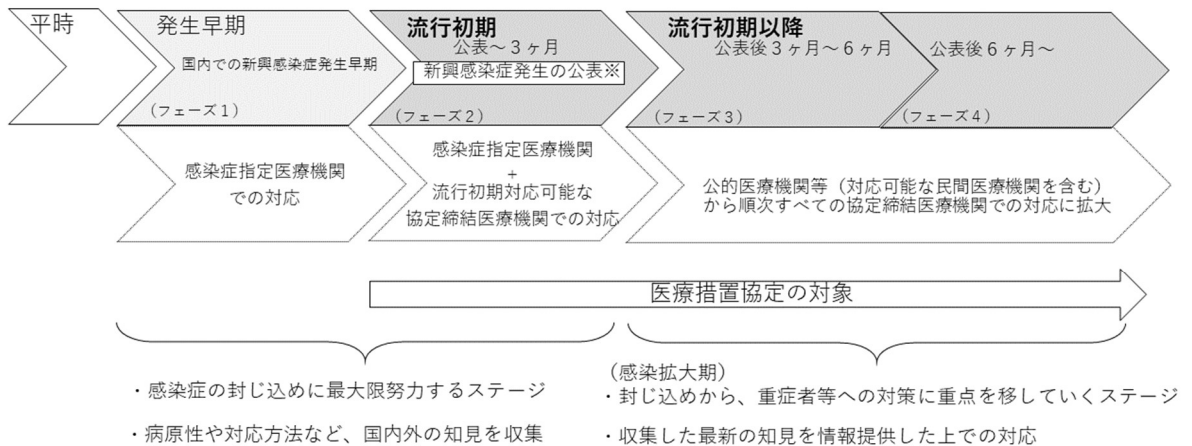 平時
発生早期
国内での新興感染症発生早期
(フェーズ1)
流行初期
公表~3ヶ月
新興感染症発生の公表※
(フェーズ2)
流行初期以降
公表後3ヶ月~6ヶ月
(フェーズ3)
公表後6ヶ月~
(フェーズ4)
感染症指定医療機関
での対応
感染症指定医療機関
+
流行初期対応可能な
協定締結医療機関での対応
公的医療機関等(対応可能な民間医療機関を含む)
から順次すべての協定締結医療機関での対応に拡大
医療措置協定の対象
・感染症の封じ込めに最大限努力するステージ
・病原性や対応方法など、国内外の知見を収集
(感染拡大期)
・封じ込めから、重症者等への対策に重点を移していくステージ
・収集した最新の知見を情報提供した上での対応